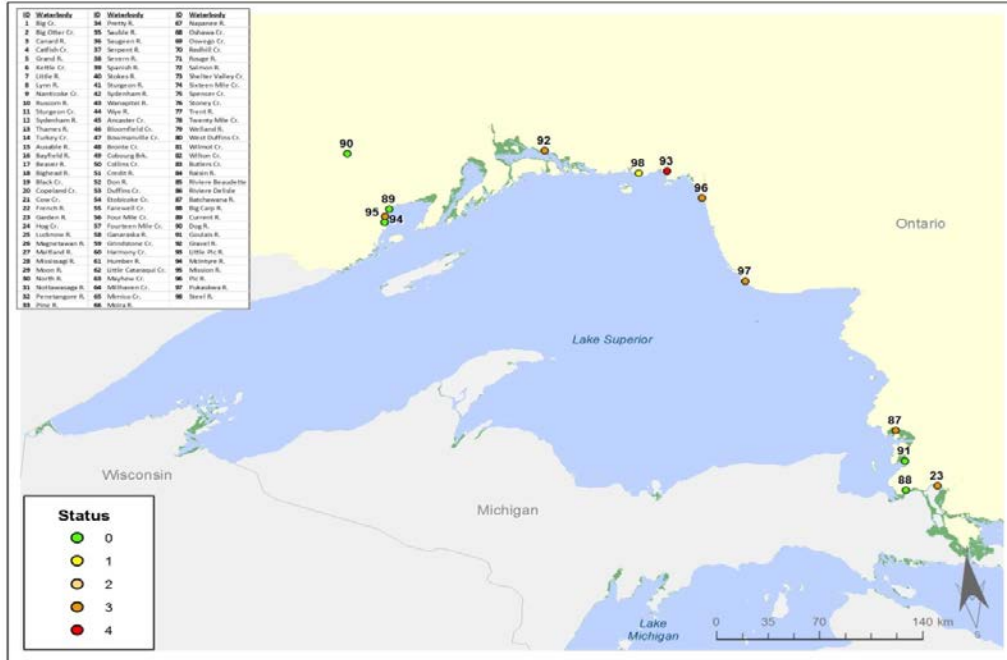 ID Waterbody ID Waterbody ID Waterbody
1 Big Cr. 34 Pretty R. 67 Napanee R.
2 Big Otter Cr. 35 Sauble R. 68 Oshawa Cr.
3 Canard R. 36 Saugeen R. 69 Oswego Cr.
4 Catfish Cr. 37 Serpent R. 70 Redhill Cr.
5 Grand R. 38 Severn R. 71 Rouge R.
6 Kettle Cr. 39 Spanish R. 72 Salmon R.
7 Little R. 40 Stokes R. 73 Shelter Valley Cr.
8 Lynn R. 41 Sturgeon R. 74 Sixteen Mile Cr.
9 Nanticoke Cr. 42 Sydenham R. 75 Spencer Cr.
10 Ruscom R. 43 Wanapitei R. 76 Stoney Cr.
11 Sturgeon Cr. 44 Wye R. 77 Trent R.
12 Sydenham R. 45 Ancaster Cr. 78 Twenty Mile Cr.
13 Thames R. 46 Bloomfield Cr. 79 Welland R.
14 Turkey Cr. 47 Bowmanville Cr. 80 West Duffins Cr.
15 Ausable R. 48 Bronte Cr. 81 Wilmot Cr.
16 Bayfield R. 49 Cobourg Brk. 82 Wilton Cr.
17 Beaver R. 50 Collins Cr. 83 Butlers Cr.
18 Bighead R. 51 Credit R. 84 Raisin R.
19 Black Cr. 52 Don R. 85 Riviere Beaudette
20 Copeland Cr. 53 Duffins Cr. 86 Riviere Delisle
21 Cow Cr. 54 Etobicoke Cr. 87 Batchawana R.
22 French R. 55 Farewell Cr. 88 Big Carp R.
23 Garden R. 56 Four Mile Cr. 89 Current R.
24 Hog Cr. 57 Fourteen Mile Cr. 90 Dog R.
25 58 Ganaraska R. 91 Goulais R.
26 Magnetawan R. 59 Grindstone Cr. 92 Gravel R.
27 Maitland R. 60 Harmony Cr. 93 Little Pic R.
28 Mississagi R. 61 Humber R. 94 McIntyre R.
29 Moon R. 62 Little Cataraqui Cr. 95 Mission R.
30 North R. 63 Mayhew Cr. 96 Pic R.
31 Nottawasaga R. 64 Millhaven Cr. 97 Pukaskwa R.
32 Penetangore R. 65 Mimico Cr. 98 Steel R.
33 Pine R. 66 Moira R.
90
92
98
93
89
95
94
96
Ontario
97
Lake Superior
87
91
88
23
Wisconsin
Michigan
Lake
Michigan
Status
0
1
2
3
4
0 35 70 140 km
S